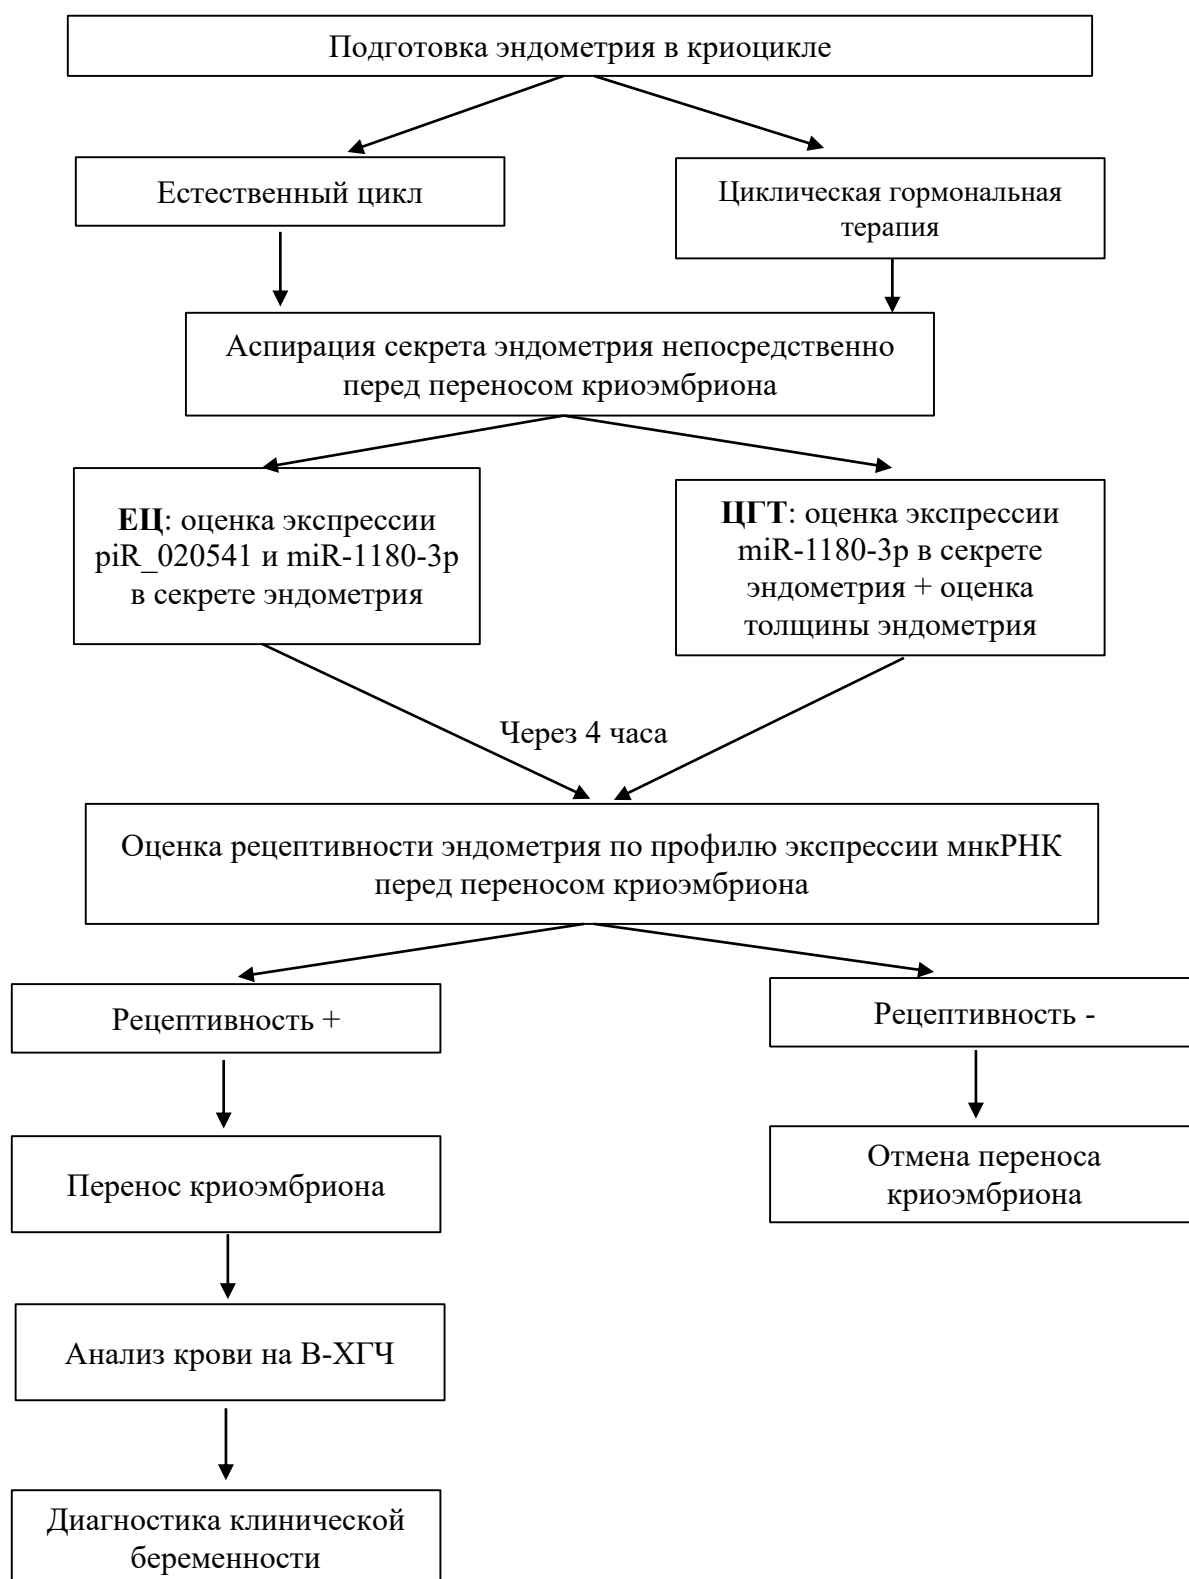 Подготовка эндометрия в криоцикле
Естественный цикл
Циклическая гормональная
терапия
Аспирация секрета эндометрия непосредственно
перед переносом криоэмбриона
ЕЦ: оценка экспрессии
piR_020541 и miR-1180-3p
в секрете эндометрия
ЦГТ: оценка экспрессии
miR-1180-3p в секрете
эндометрия + оценка
толщины эндометрия
Через 4 часа
Оценка рецептивности эндометрия по профилю экспрессии мнкРНК
перед переносом криоэмбриона
Рецептивность +
Рецептивность -
Перенос криоэмбриона
Отмена переноса
криоэмбриона
Анализ крови на В-ХГЧ
Диагностика клинической
беременности